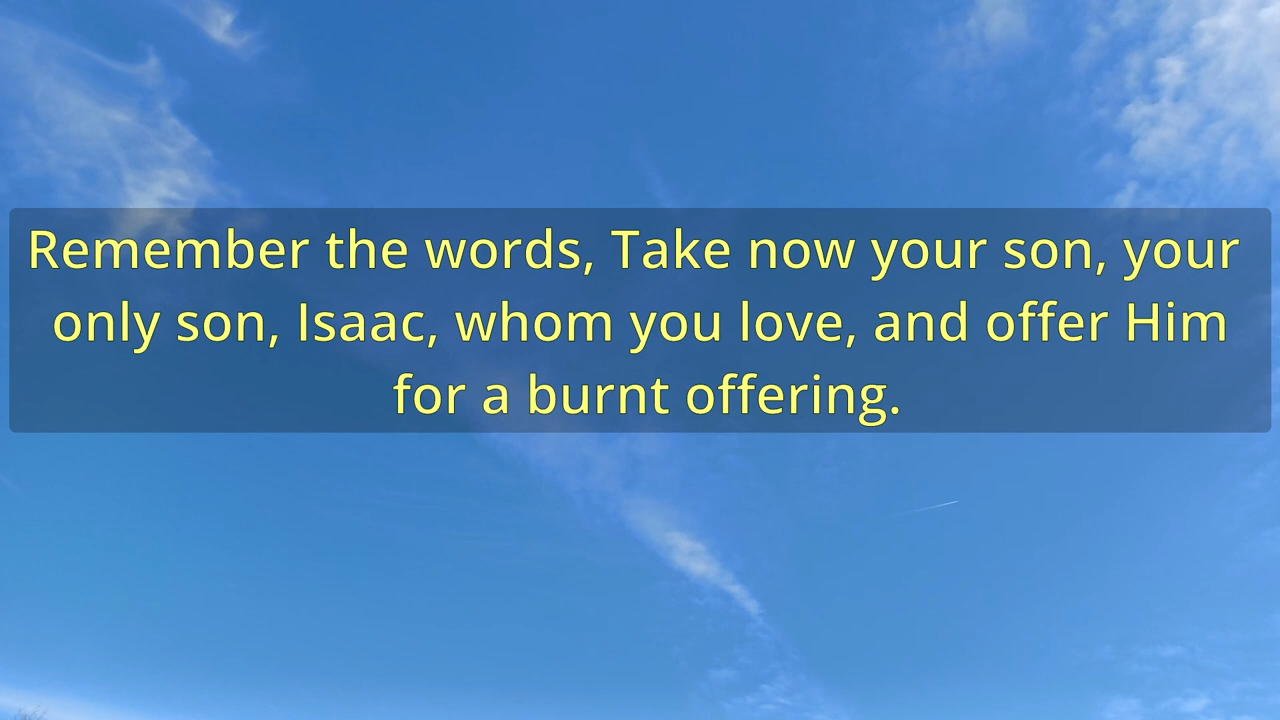 Remember the words, Take now your son, your
only son, Isaac, whom you love, and offer Him
for a burnt offering.